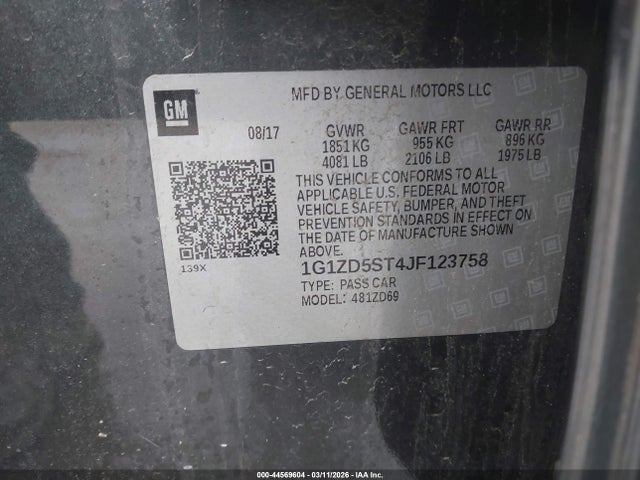 GM
MFD BY GENERAL MOTORS LLC
08/17
GVWR GAWR FRT GAWR RR
1851 KG 955 KG 896 KG
4081 LB 2106 LB 1975 LB
THIS VEHICLE CONFORMS TO ALL
APPLICABLE U.S. FEDERAL MOTOR
VEHICLE SAFETY, BUMPER, AND THEFT
PREVENTION STANDARDS IN EFFECT ON
THE DATE OF MANUFACTURE SHOWN
ABOVE.
139X
1G1ZD5ST4JF123758
TYPE: PASS CAR
MODEL: 481ZD69
000-44569604 - 03/11/2026 - IAA Inc.